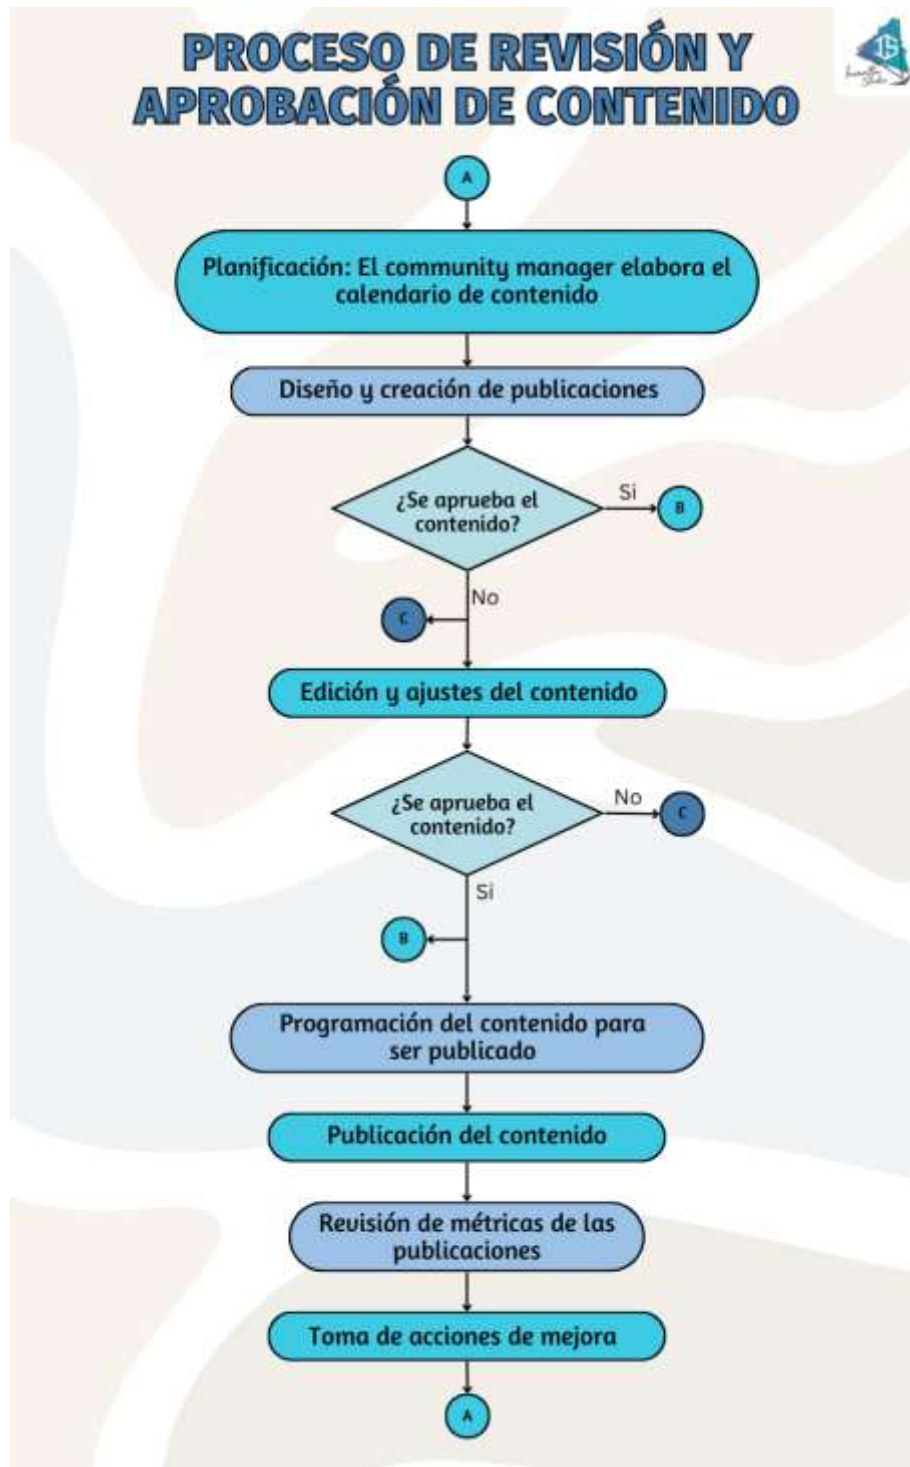 PROCESO DE REVISIÓN Y
APROBACIÓN DE CONTENIDO
IS
A
Planificación: El community manager elabora el
calendario de contenido
Diseño y creación de publicaciones
¿Se aprueba el
contenido?
Si
B
No
C
Edición y ajustes del contenido
¿Se aprueba el
contenido?
No
C
Si
B
Programación del contenido para
ser publicado
Publicación del contenido
Revisión de métricas de las
publicaciones
Toma de acciones de mejora
A